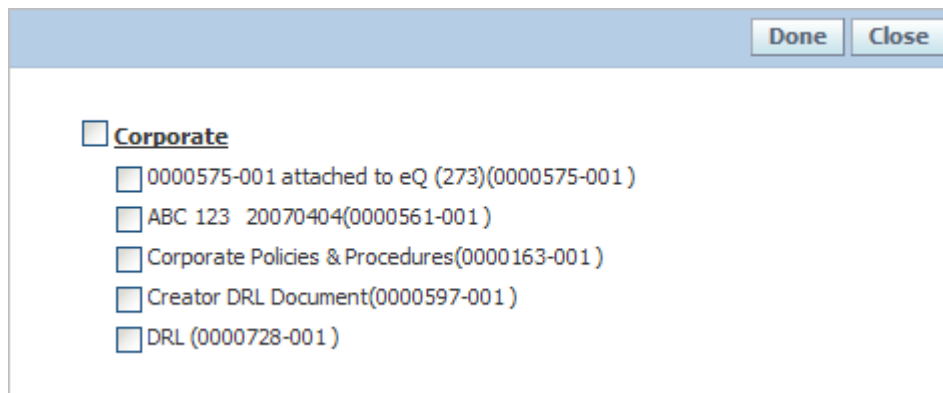 Done Close
Corporate
0000575-001 attached to eQ (273)(0000575-001 )
ABC 123 20070404(0000561-001 )
Corporate Policies & Procedures(0000163-001 )
Creator DRL Document(0000597-001 )
DRL (0000728-001 )